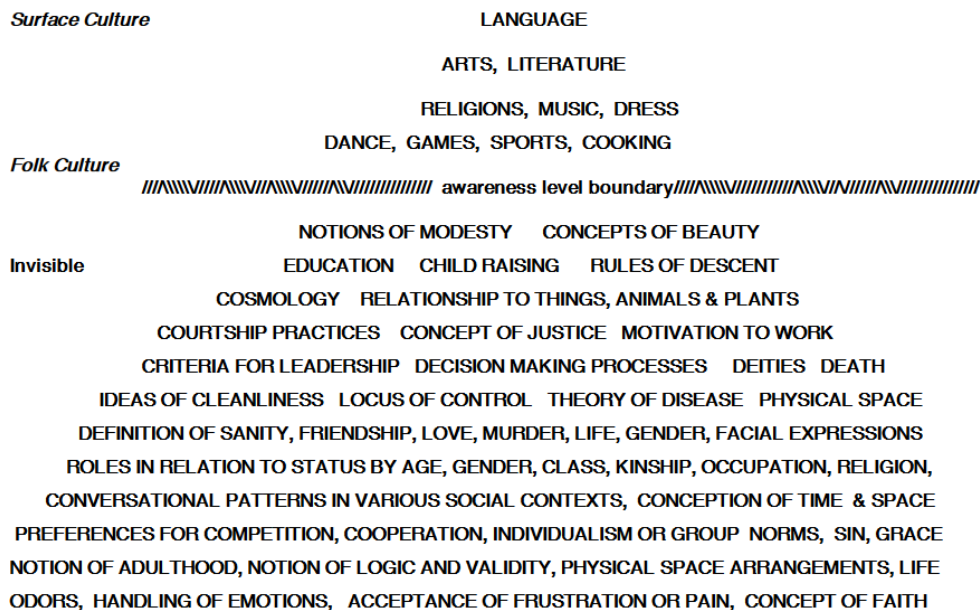 Surface Culture LANGUAGE
ARTS, LITERATURE
RELIGIONS, MUSIC, DRESS
DANCE, GAMES, SPORTS, COOKING
Folk Culture
////\\\\\\//////\\\\\////\\\\\///////\\//////////////// awareness level boundary/////\\\\\\/////////////\\\\\///\///////\\////////////////
NOTIONS OF MODESTY CONCEPTS OF BEAUTY
Invisible EDUCATION CHILD RAISING RULES OF DESCENT
COSMOLOGY RELATIONSHIP TO THINGS, ANIMALS & PLANTS
COURTSHIP PRACTICES CONCEPT OF JUSTICE MOTIVATION TO WORK
CRITERIA FOR LEADERSHIP DECISION MAKING PROCESSES DEITIES DEATH
IDEAS OF CLEANLINESS LOCUS OF CONTROL THEORY OF DISEASE PHYSICAL SPACE
DEFINITION OF SANITY, FRIENDSHIP, LOVE, MURDER, LIFE, GENDER, FACIAL EXPRESSIONS
ROLES IN RELATION TO STATUS BY AGE, GENDER, CLASS, KINSHIP, OCCUPATION, RELIGION,
CONVERSATIONAL PATTERNS IN VARIOUS SOCIAL CONTEXTS, CONCEPTION OF TIME & SPACE
PREFERENCES FOR COMPETITION, COOPERATION, INDIVIDUALISM OR GROUP NORMS, SIN, GRACE
NOTION OF ADULTHOOD, NOTION OF LOGIC AND VALIDITY, PHYSICAL SPACE ARRANGEMENTS, LIFE
ODORS, HANDLING OF EMOTIONS, ACCEPTANCE OF FRUSTRATION OR PAIN, CONCEPT OF FAITH